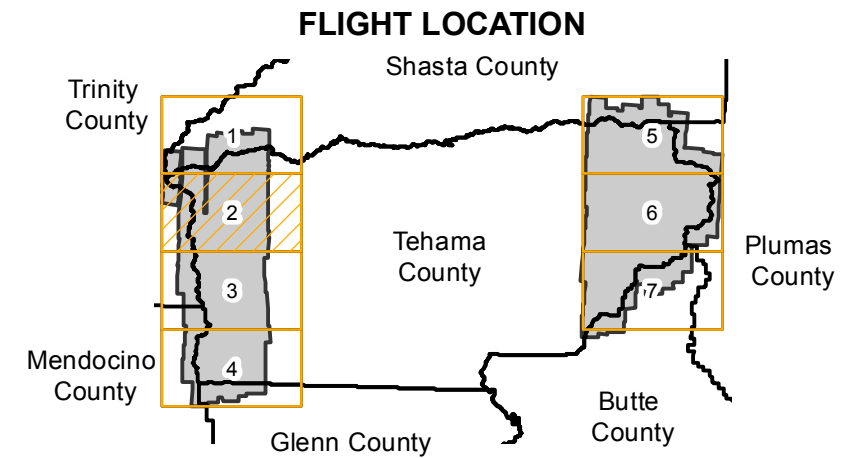 FLIGHT LOCATION
Shasta County
Trinity
County
1
5
2
6
Tehama
County
Plumas
County
3
7
Mendocino
County
4
Butte
County
Glenn County